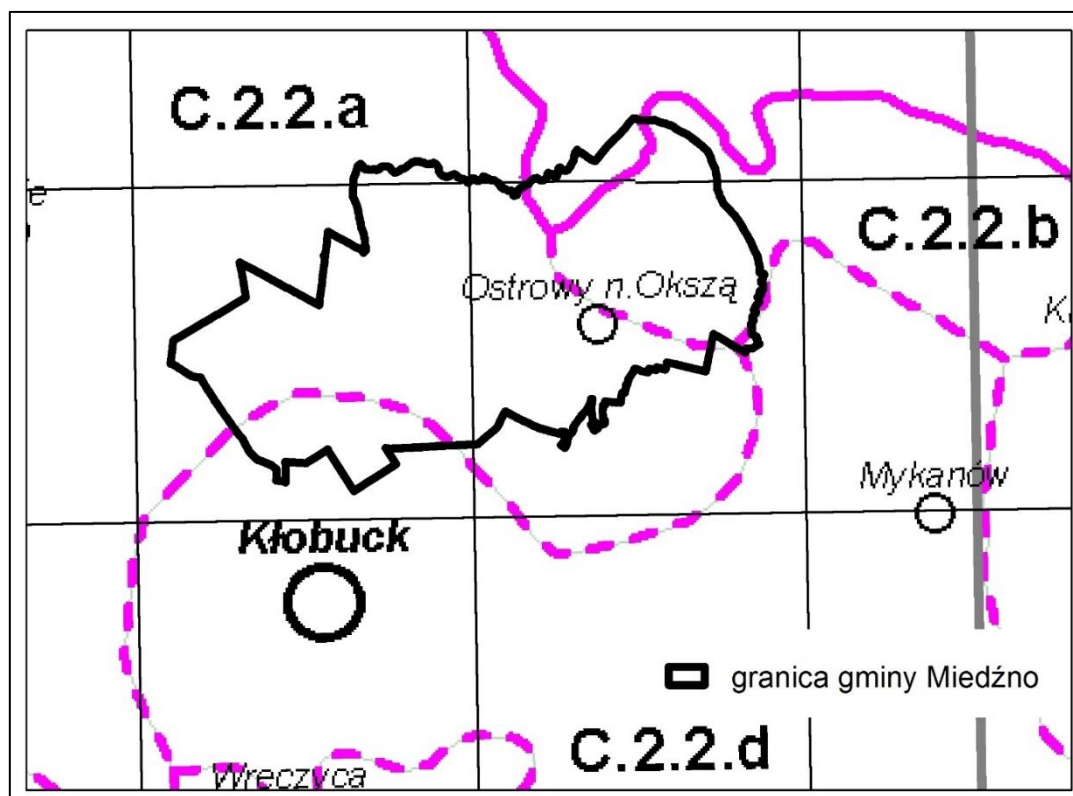 C.2.2.a
e
C.2.2.b
Ostrowy n.Okszą
Mykanów
Kłobuck
granica gminy Miedźno
C.2.2.d
Wręczyca